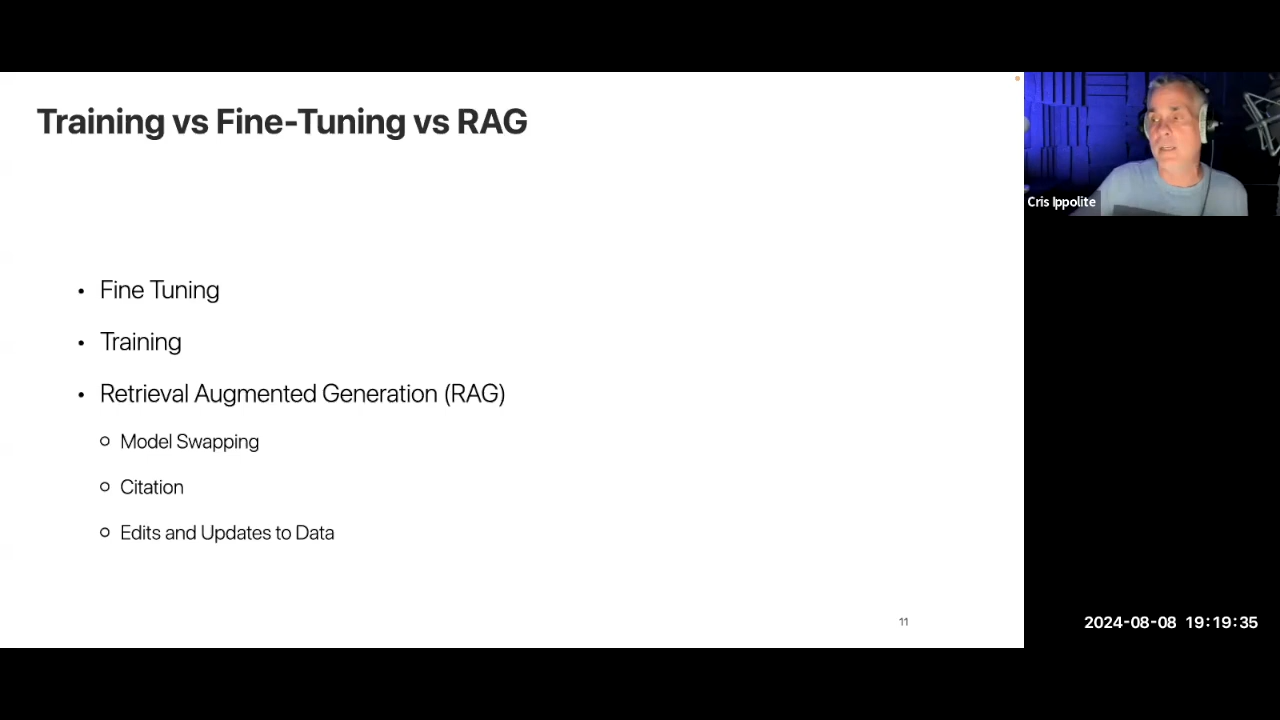 Training vs Fine-Tuning vs RAG
Fine Tuning
Training
Retrieval Augmented Generation (RAG)
Model Swapping
Citation
Edits and Updates to Data
11
Cris Ippolite
2024-08-08 19:19:35